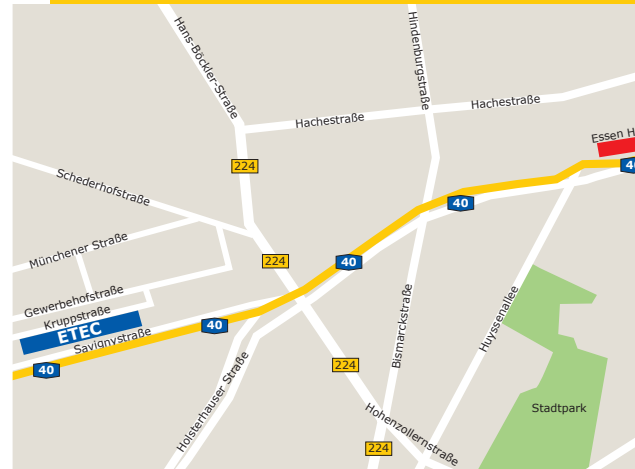 Hans-Böckler-Straße
Hindenburgstraße
Hachestraße
Hachestraße
Essen H
40
224
Schederhofstraße
40
Münchener Straße
224
40
Gewerbehofstraße
Kruppstraße
ETEC
Savignystraße
40
40
Bismarckstraße
Huyssenallee
Holsterhauser Straße
224
Hohenzollernstraße
Stadtpark
224